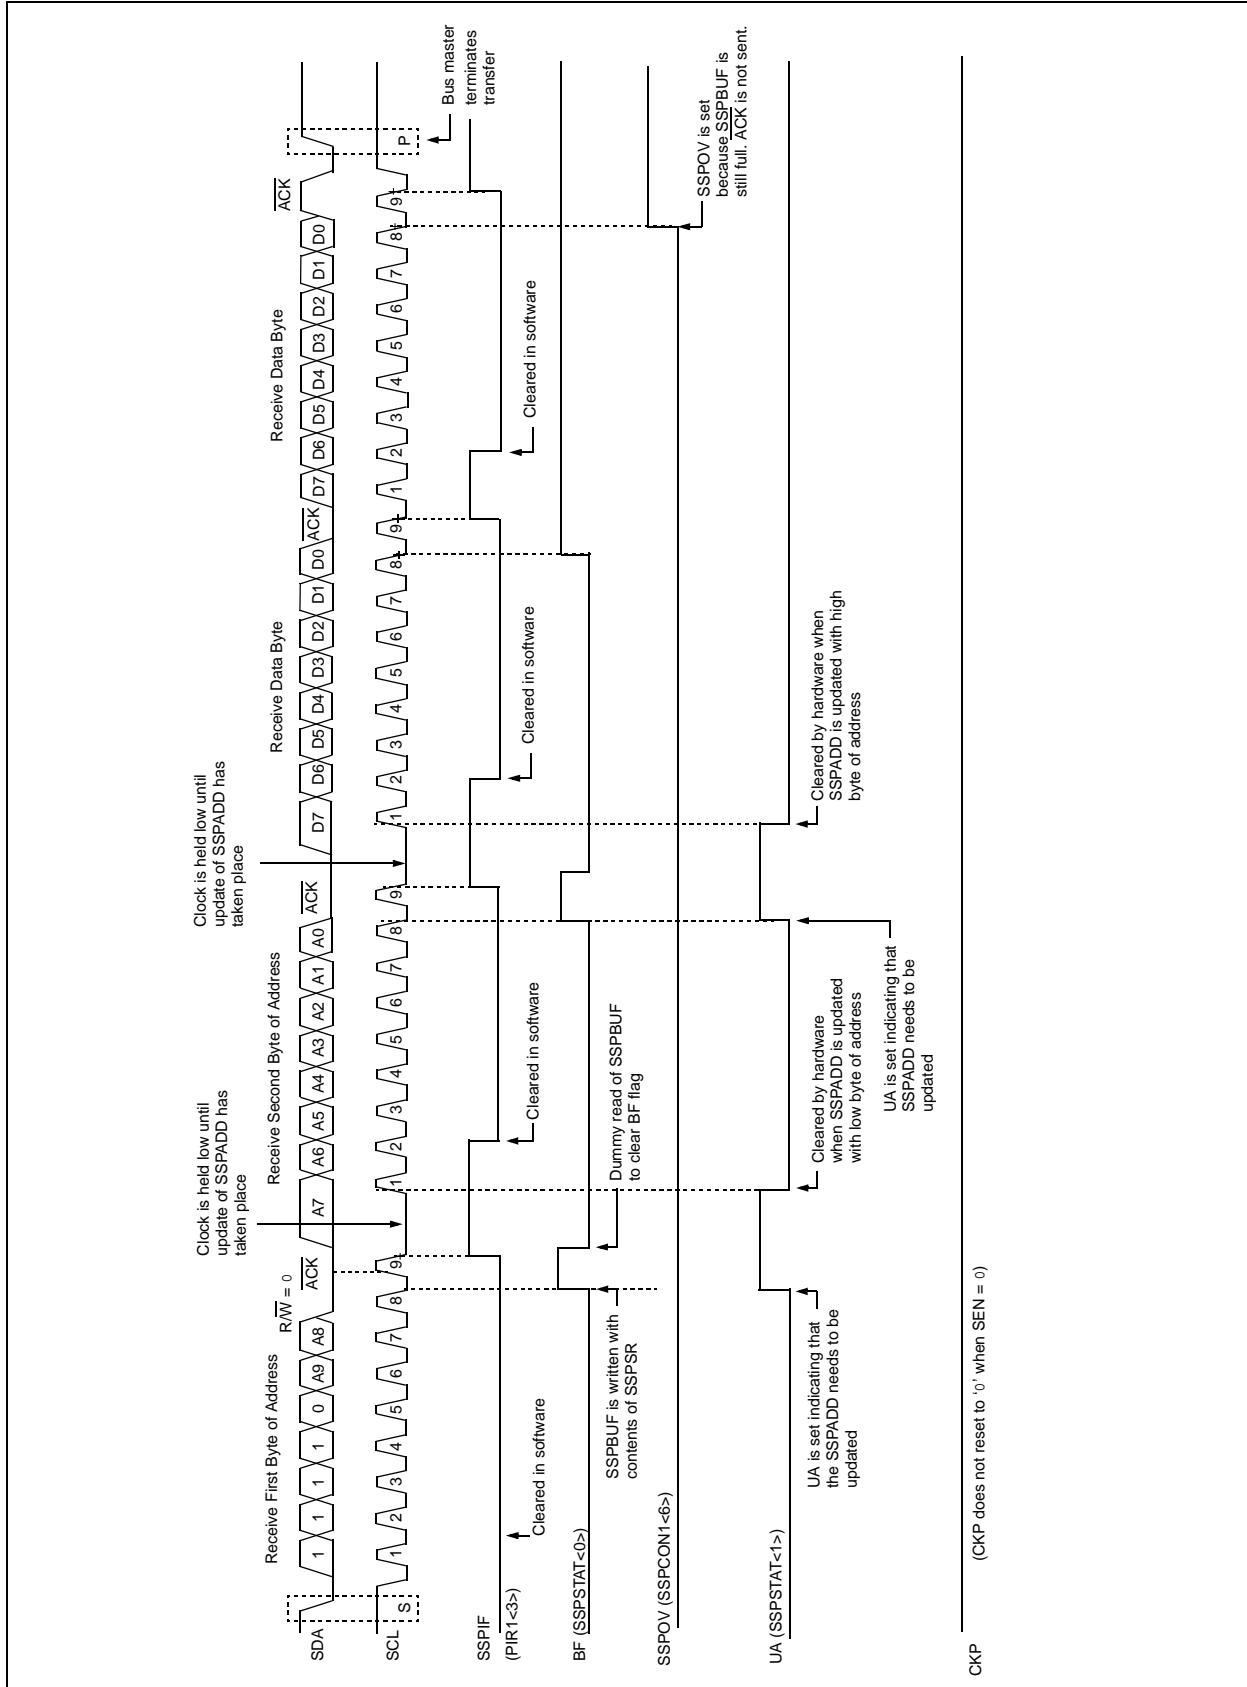 Receive First Byte of Address
R/W = 0
Clock is held low until
update of SSPADD has
taken place
Receive Second Byte of Address
Clock is held low until
update of SSPADD has
taken place
Receive Data Byte
Receive Data Byte
SDA
1 1 1 1 0 A9 A8 ACK A7 A6 A5 A4 A3 A2 A1 A0 ACK D7 D6 D5 D4 D3 D2 D1 D0 ACK D7 D6 D5 D4 D3 D2 D1 D0 ACK
SCL
S 1 2 3 4 5 6 7 8 9 1 2 3 4 5 6 7 8 9 1 2 3 4 5 6 7 8 9 1 2 3 4 5 6 7 8 9 P
Bus master
terminates
transfer
SSPIF
(PIR1<3>)
Cleared in software
Cleared in software
Cleared in software
Cleared in software
BF (SSPSTAT<0>)
SSPBUF is written with
contents of SSPSR
Dummy read of SSPBUF
to clear BF flag
SSPOV (SSPCON1<6>)
SSPOV is set
because SSPBUF is
still full. ACK is not sent.
UA (SSPSTAT<1>)
UA is set indicating that
the SSPADD needs to be
updated
Cleared by hardware
when SSPADD is updated
with low byte of address
UA is set indicating that
SSPADD needs to be
updated
Cleared by hardware when
SSPADD is updated with high
byte of address
CKP
(CKP does not reset to ‘0’ when SEN = 0)